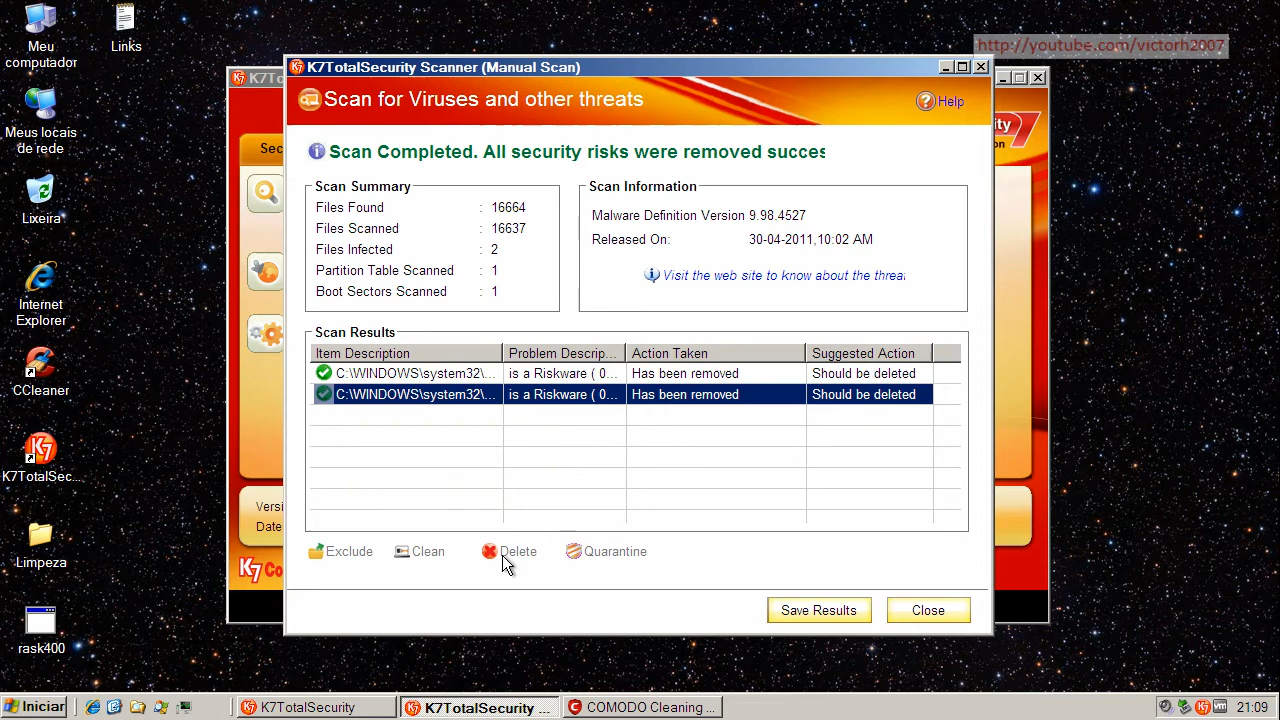 Meu
computador
Links
Meus locais
de rede
Lixeira
Internet
Explorer
CCleaner
K7TotalSec...
Limpeza
rask400
http://youtube.com/victorh2007
K7TotalSecurity Scanner (Manual Scan)
Scan for Viruses and other threats
Help
Scan Completed. All security risks were removed succes
Scan Summary
Files Found : 16664
Files Scanned : 16637
Files Infected : 2
Partition Table Scanned : 1
Boot Sectors Scanned : 1
Scan Information
Malware Definition Version 9.98.4527
Released On: 30-04-2011,10:02 AM
Visit the web site to know about the threa
Scan Results
Item Description Problem Descrip... Action Taken Suggested Action
C:\WINDOWS\system32\... is a Riskware ( 0... Has been removed Should be deleted
C:\WINDOWS\system32\... is a Riskware ( 0... Has been removed Should be deleted
Exclude Clean Delete Quarantine
Save Results Close
K7To
Sec
Versi
Date
K7 Co
ity
7
on
Iniciar
K7TotalSecurity
K7TotalSecurity ...
COMODO Cleaning ...
21:09